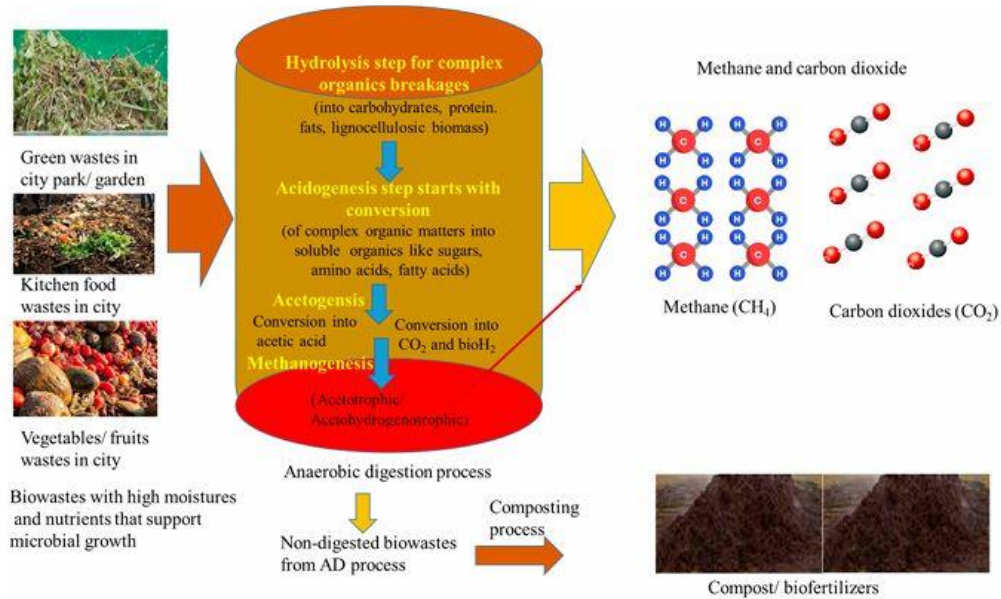 Green wastes in
city park/ garden
Kitchen food
wastes in city
Vegetables/ fruits
wastes in city
Biowastes with high moistures
and nutrients that support
microbial growth
Hydrolysis step for complex
organics breakages
(into carbohydrates, protein.
fats, lignocellulosic biomass)
Acidogenesis step starts with
conversion
(of complex organic matters into
soluble organics like sugars,
amino acids, fatty acids)
Acetogensis
Conversion into
acetic acid
Conversion into
CO2 and bioH2
Methanogenesis
(Acetotrophic/
Acetohydrogenotrophic)
Anaerobic digestion process
Non-digested biowastes
from AD process
Composting
process
Methane and carbon dioxide
H H H H
C C
H H H H
H H H H
C C
H H H H
H H H H
C C
H H H H
Methane (CH4)
Carbon dioxides (CO2)
Compost/ biofertilizers